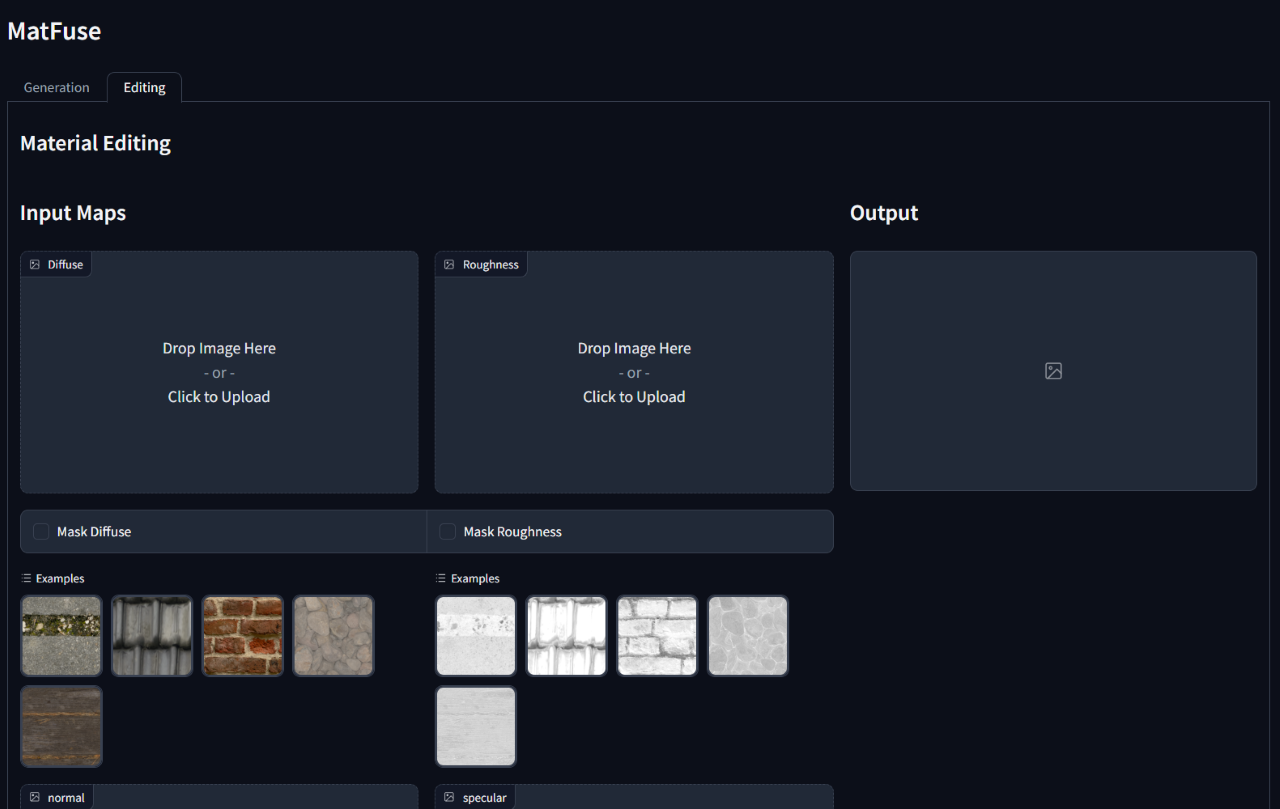 MatFuse
Generation
Editing
Material Editing
Input Maps
Output
Diffuse
Drop Image Here
- or -
Click to Upload
Roughness
Drop Image Here
- or -
Click to Upload
Mask Diffuse
Mask Roughness
Examples
Examples
normal
specular